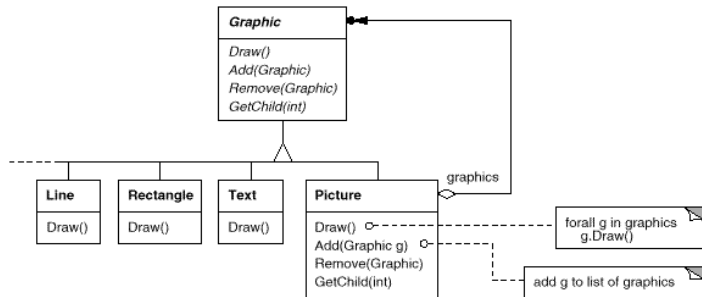 Graphic
Draw()
Add(Graphic)
Remove(Graphic)
GetChild(int)
graphics
Line
Draw()
Rectangle
Draw()
Text
Draw()
Picture
Draw()
Add(Graphic g)
Remove(Graphic)
GetChild(int)
forall g in graphics
g.Draw()
add g to list of graphics